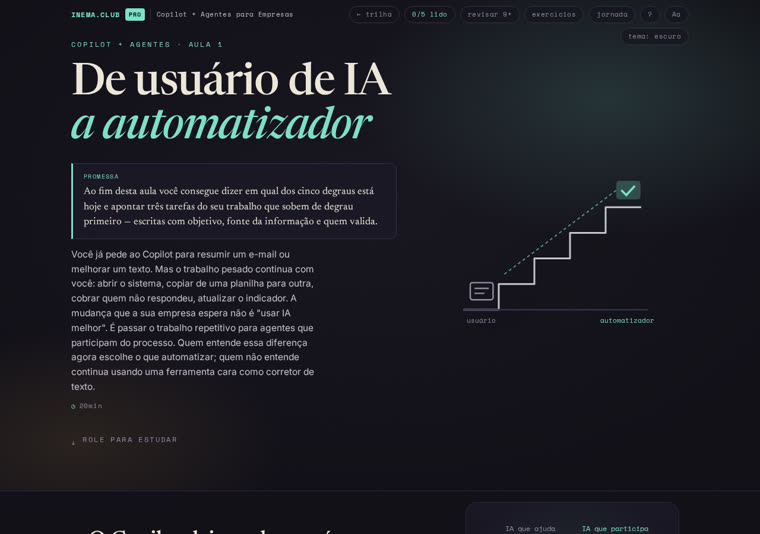 INEMA.CLUB PRO Copilot + Agentes para Empresas
← trilha
0/5 lido
revisar 9+
exercícios
jornada
?
Aa
tema: escuro
COPILOT + AGENTES · AULA 1
De usuário de IA
a automatizador
PROMESSA
Ao fim desta aula você consegue dizer em qual dos cinco degraus está
hoje e apontar três tarefas do seu trabalho que sobem de degrau
primeiro — escritas com objetivo, fonte da informação e quem valida.
Você já pede ao Copilot para resumir um e-mail ou
melhorar um texto. Mas o trabalho pesado continua com
você: abrir o sistema, copiar de uma planilha para outra,
cobrar quem não respondeu, atualizar o indicador. A
mudança que a sua empresa espera não é "usar IA
melhor". É passar o trabalho repetitivo para agentes que
participam do processo. Quem entende essa diferença
agora escolhe o que automatizar; quem não entende
continua usando uma ferramenta cara como corretor de
texto.
20min
↓ ROLE PARA ESTUDAR
usuário
automatizador
IA que ajuda
IA que participa